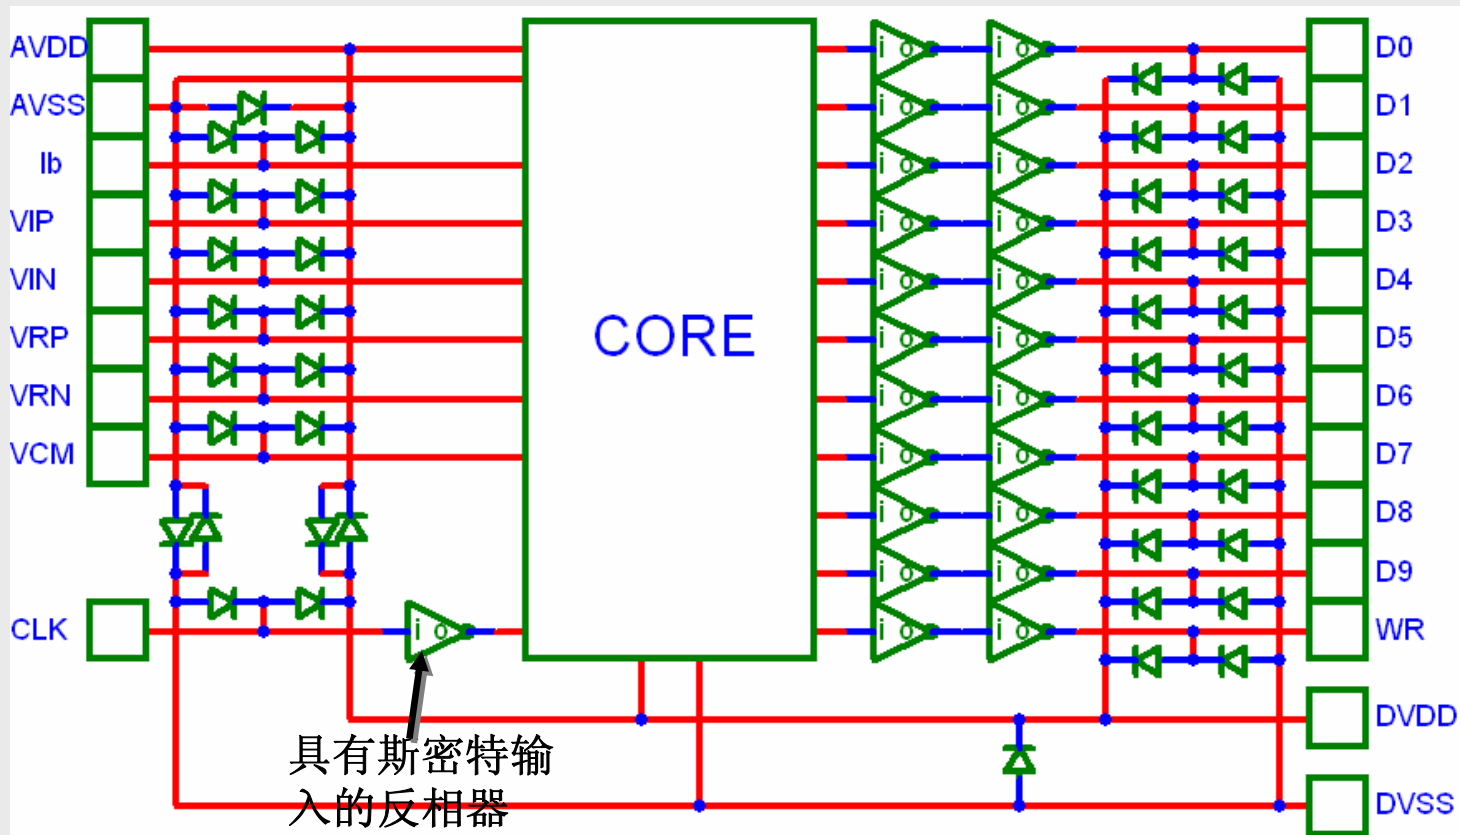 AVDD
AVSS
Ib
VIP
VIN
VRP
VRN
VCM
CLK
CORE
i o
i o i o
i o i o
i o i o
i o i o
i o i o
i o i o
i o i o
i o i o
i o i o
i o i o
i o i o
D0
D1
D2
D3
D4
D5
D6
D7
D8
D9
WR
DVDD
DVSS
具有斯密特输
入的反相器